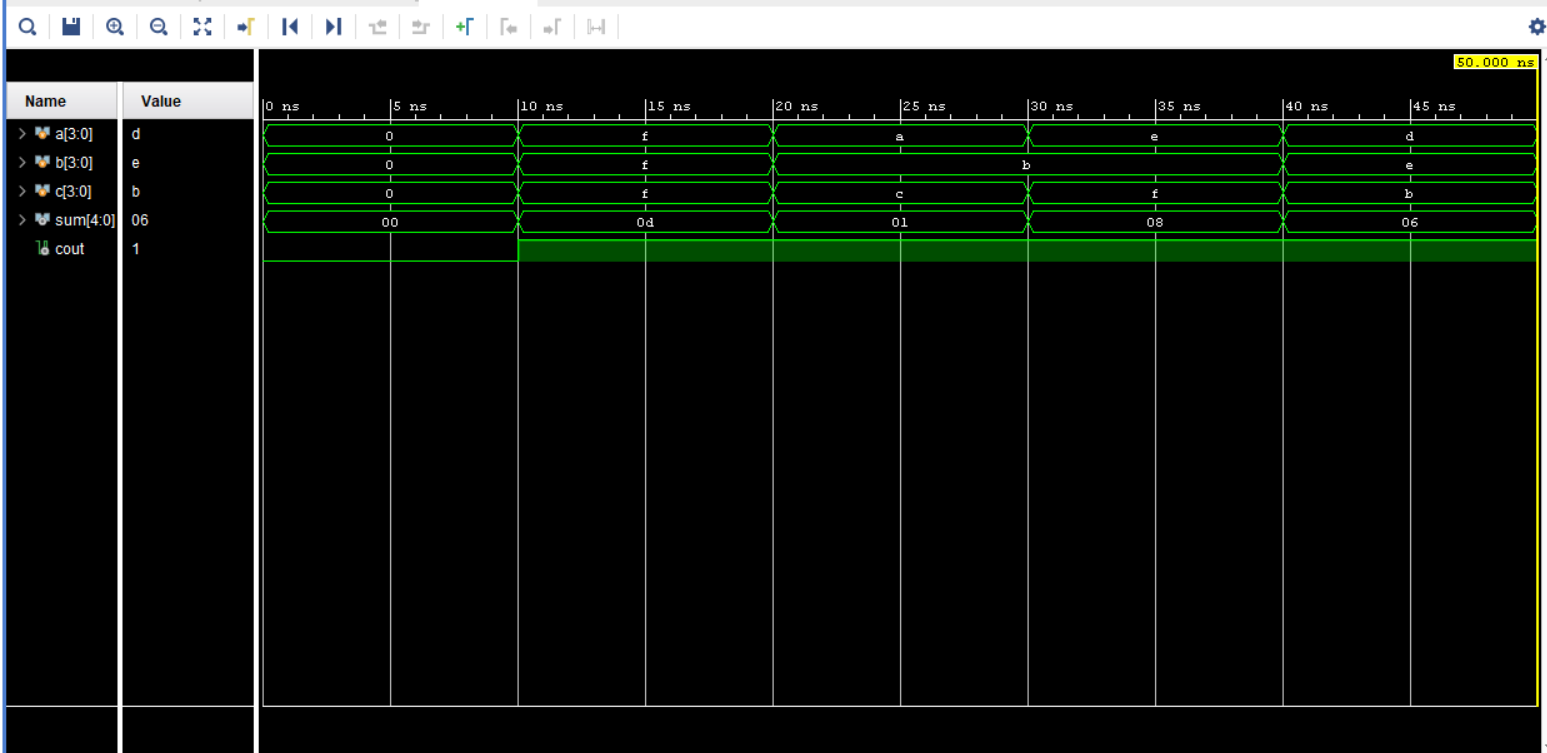 50.000 ns
Name Value
0 ns 5 ns 10 ns 15 ns 20 ns 25 ns 30 ns 35 ns 40 ns 45 ns
a[3:0] d 0 f a e d
b[3:0] e 0 f b e
c[3:0] b 0 f c f b
sum[4:0] 06 00 0d 01 08 06
cout 1